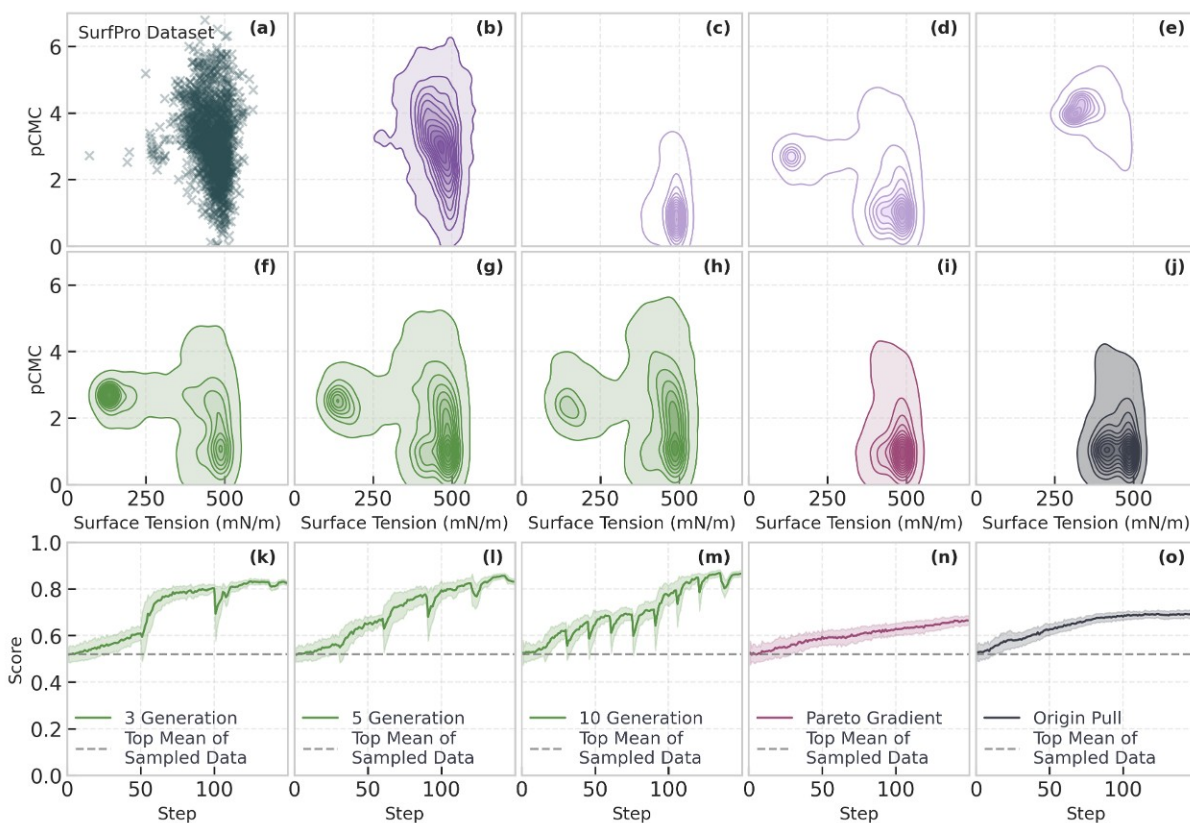 SurfPro Dataset (a)
(b)
(c)
(d)
(e)
6
4
2
0
pCMC
(f)
(g)
(h)
(i)
(j)
6
4
2
0
pCMC
0 250 500
0 250 500
0 250 500
0 250 500
0 250 500
Surface Tension (mN/m)
Surface Tension (mN/m)
Surface Tension (mN/m)
Surface Tension (mN/m)
Surface Tension (mN/m)
(k)
(l)
(m)
(n)
(o)
1.0
0.8
0.6
0.4
0.2
0.0
Score
3 Generation
Top Mean of
Sampled Data
5 Generation
Top Mean of
Sampled Data
10 Generation
Top Mean of
Sampled Data
Pareto Gradient
Top Mean of
Sampled Data
Origin Pull
Top Mean of
Sampled Data
0 50 100
0 50 100
0 50 100
0 50 100
0 50 100
Step
Step
Step
Step
Step